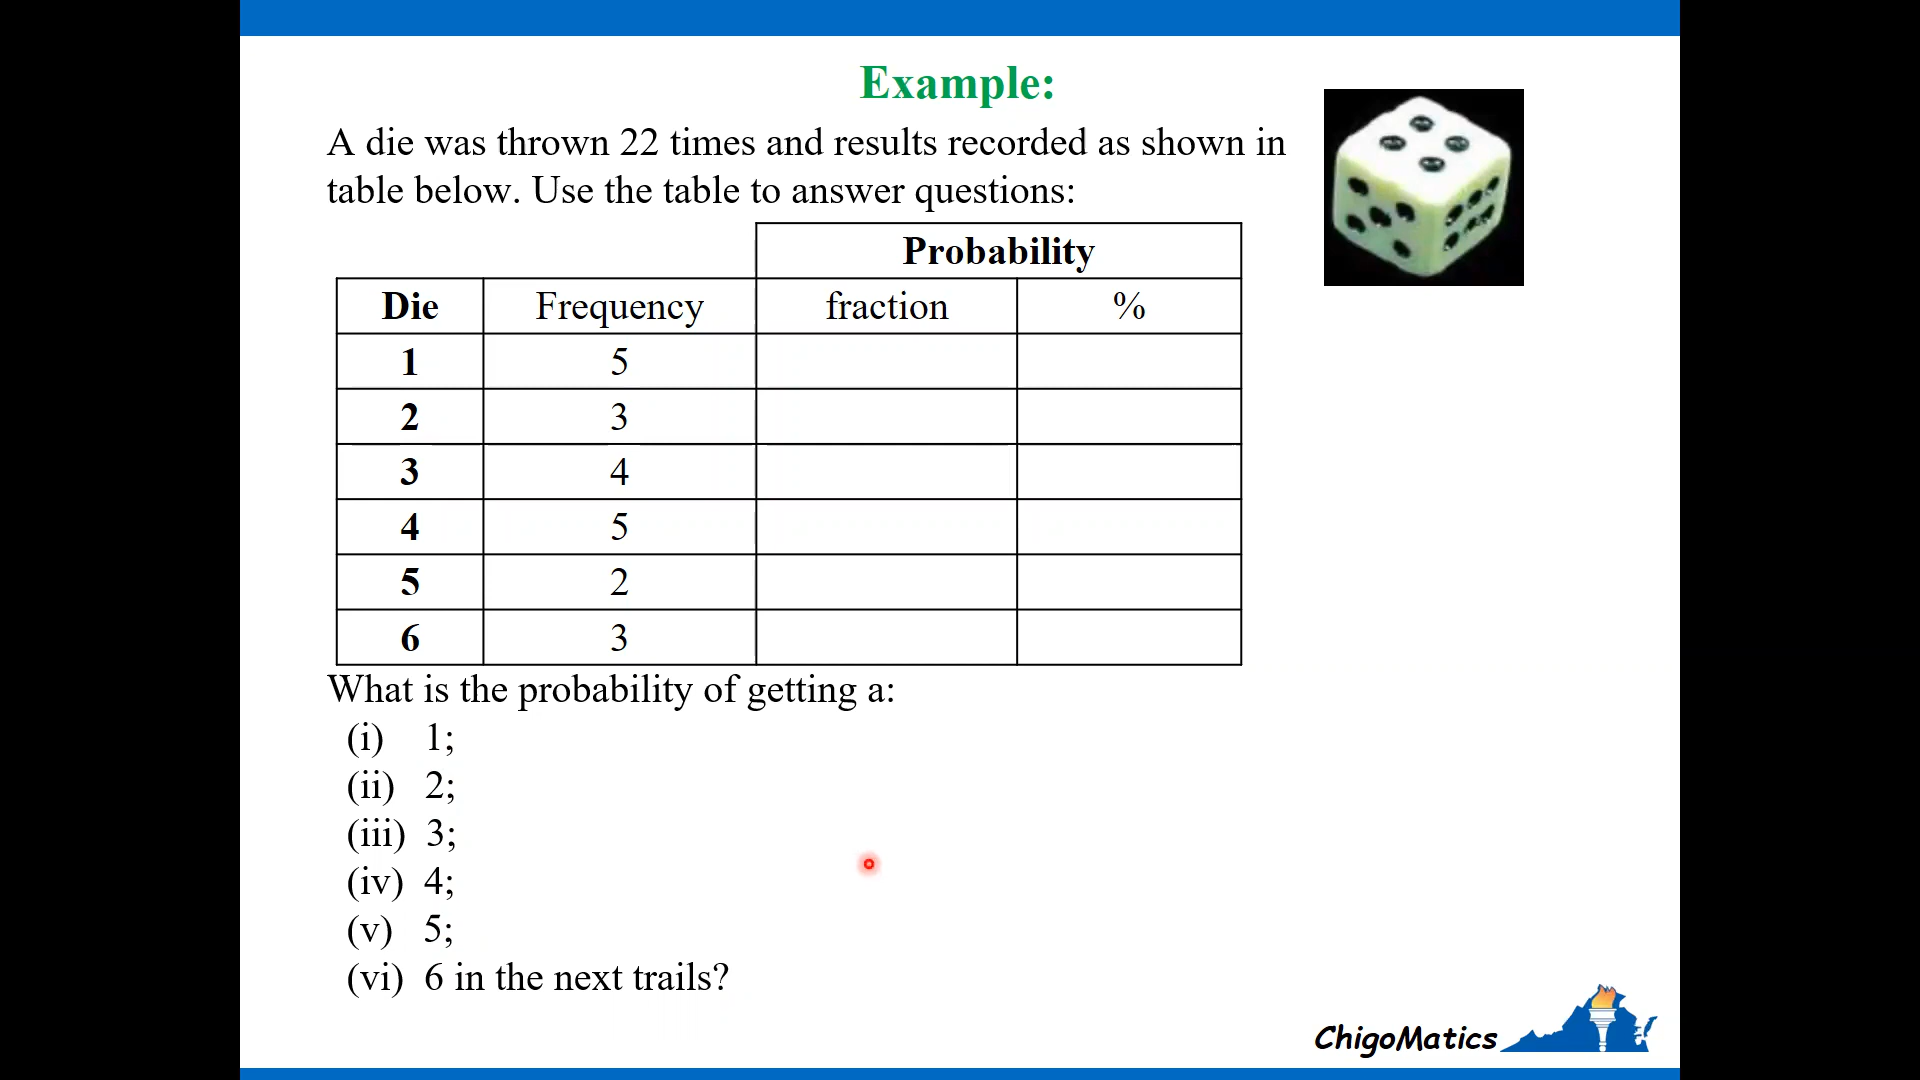 Example:
A die was thrown 22 times and results recorded as shown in
table below. Use the table to answer questions:
Probability
Die Frequency fraction %
1 5
2 3
3 4
4 5
5 2
6 3
What is the probability of getting a:
(i) 1;
(ii) 2;
(iii) 3;
(iv) 4;
(v) 5;
(vi) 6 in the next trails?
ChigoMatics